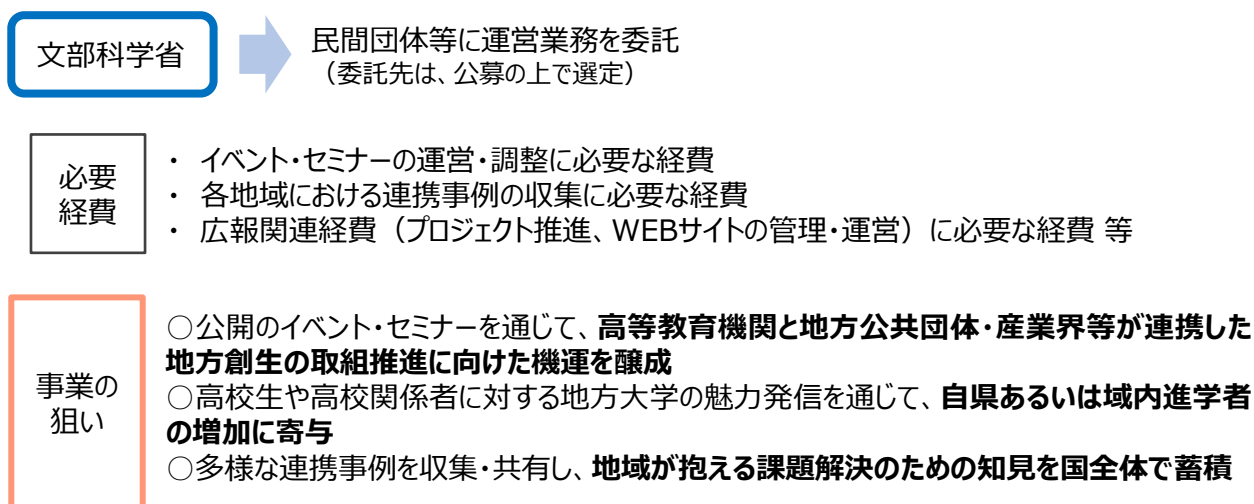 文部科学省
民間団体等に運営業務を委託
（委託先は、公募の上で選定）
必要
経費
・ イベント・セミナーの運営・調整に必要な経費
・ 各地域における連携事例の収集に必要な経費
・ 広報関連経費（プロジェクト推進、WEBサイトの管理・運営）に必要な経費 等
事業の
狙い
○公開のイベント・セミナーを通じて、高等教育機関と地方公共団体・産業界等が連携した
地方創生の取組推進に向けた機運を醸成
○高校生や高校関係者に対する地方大学の魅力発信を通じて、自県あるいは域内進学者
の増加に寄与
○多様な連携事例を収集・共有し、地域が抱える課題解決のための知見を国全体で蓄積